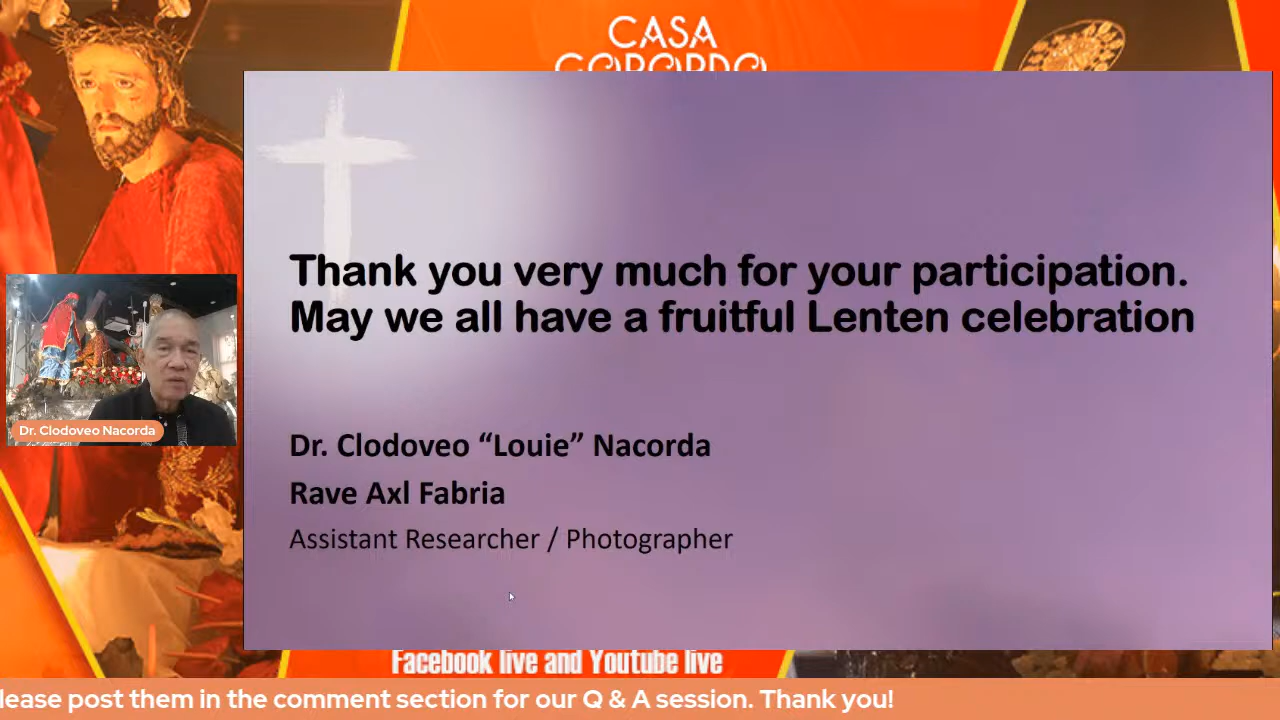 CASA
GORORDO
Thank you very much for your participation.
May we all have a fruitful Lenten celebration
Dr. Clodoveo Nacorda
Dr. Clodoveo “Louie” Nacorda
Rave Axl Fabria
Assistant Researcher / Photographer
Facebook live and Youtube live
lease post them in the comment section for our Q & A session. Thank you!